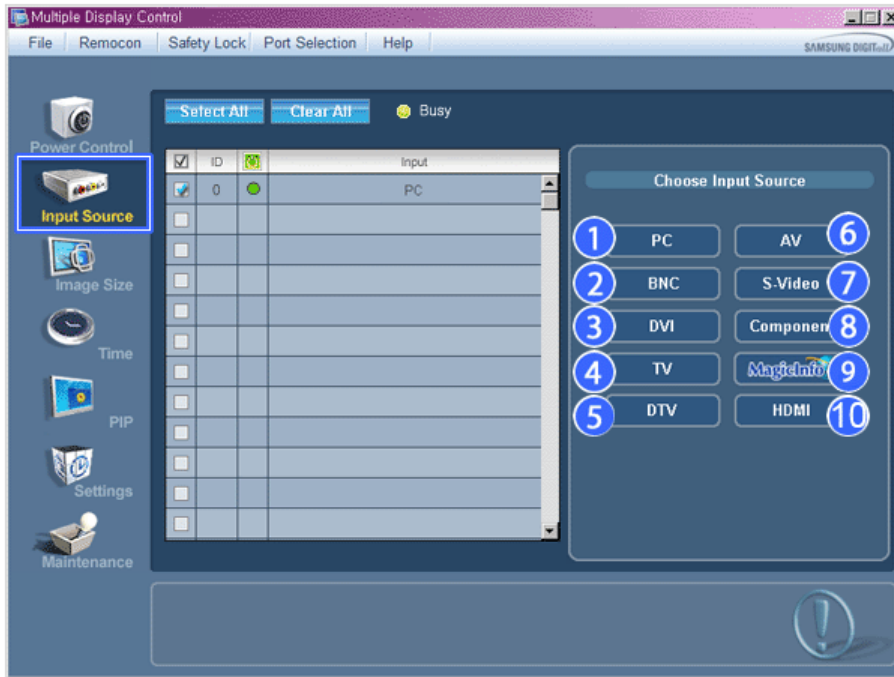 Multiple Display Control
File Remocon Safety Lock Port Selection Help
SAMSUNG DIGITall
Select All Clear All Busy
Power Control
Input Source
Image Size
Time
PIP
Settings
Maintenance
ID Input
0 PC
Choose Input Source
1 PC AV 6
2 BNC S-Video 7
3 DVI Componen 8
4 TV MagicInfo 9
5 DTV HDMI 10